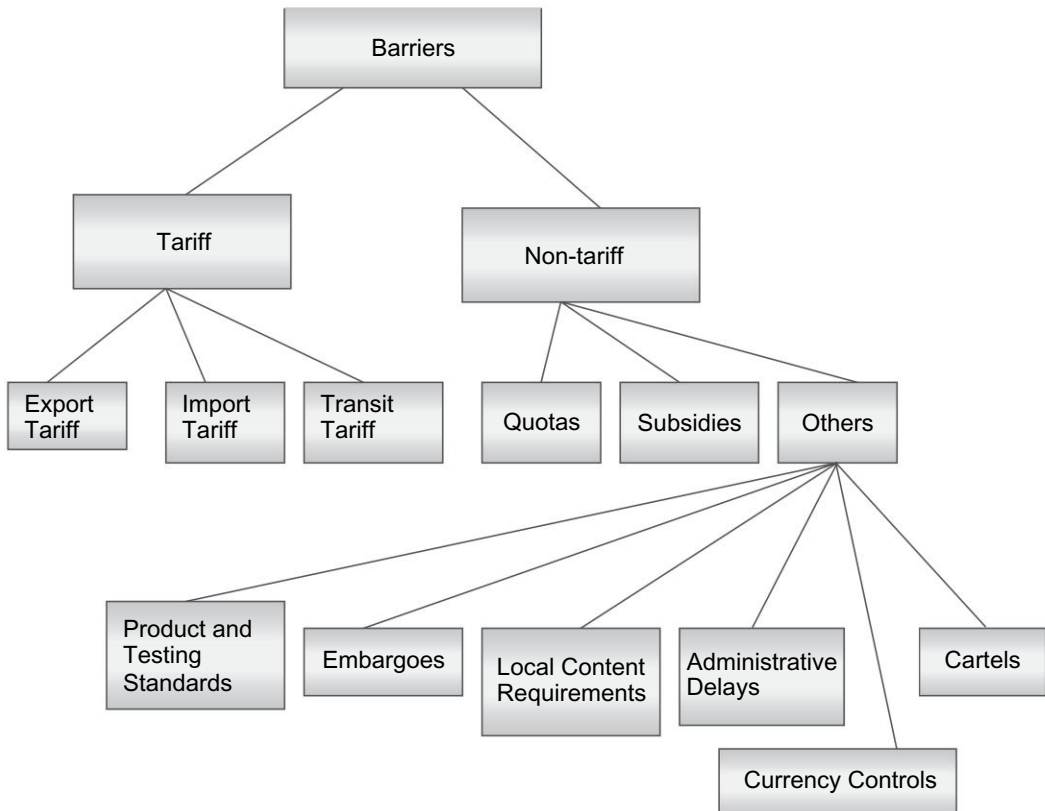 Barriers
Tariff
Non-tariff
Export
Tariff
Import
Tariff
Transit
Tariff
Quotas
Subsidies
Others
Product and
Testing
Standards
Embargoes
Local Content
Requirements
Administrative
Delays
Cartels
Currency Controls